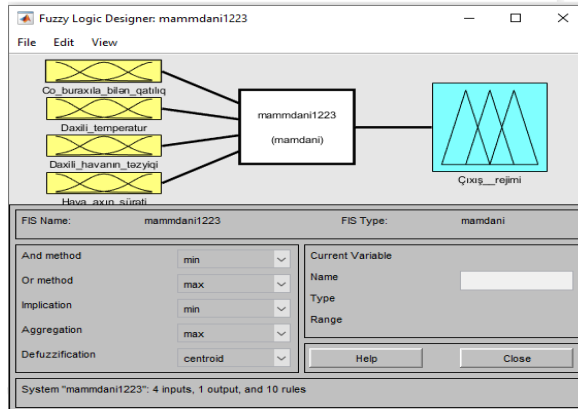 Fuzzy Logic Designer: mammdani1223
File Edit View
Co_buraxıla_bilən_qatılıq
Daxili_temperatur
Daxili_havanın_təzyiqi
Hava_axın_sürəti
mammdani1223
(mamdani)
Çıxış__rejimi
FIS Name: mammdani1223 FIS Type: mamdani
And method min
Or method max
Implication min
Aggregation max
Defuzzification centroid
Current Variable
Name
Type
Range
Help Close
System "mammdani1223": 4 inputs, 1 output, and 10 rules